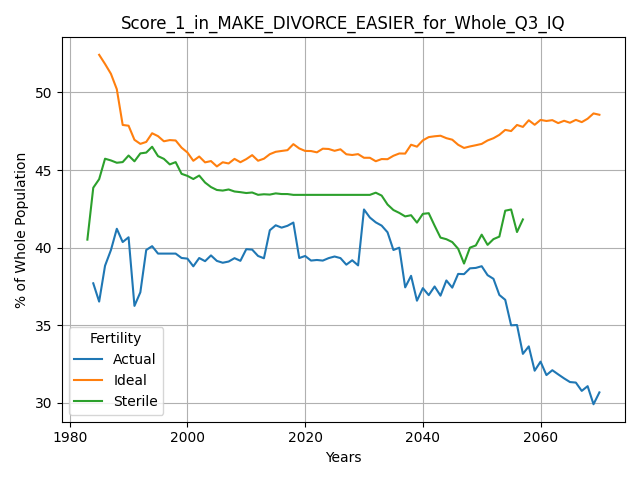 Score_1_in_MAKE_DIVORCE_EASIER_for_Whole_Q3_IQ
% of Whole Population
50
45
40
35
30
Fertility
Actual
Ideal
Sterile
1980 2000 2020 2040 2060
Years